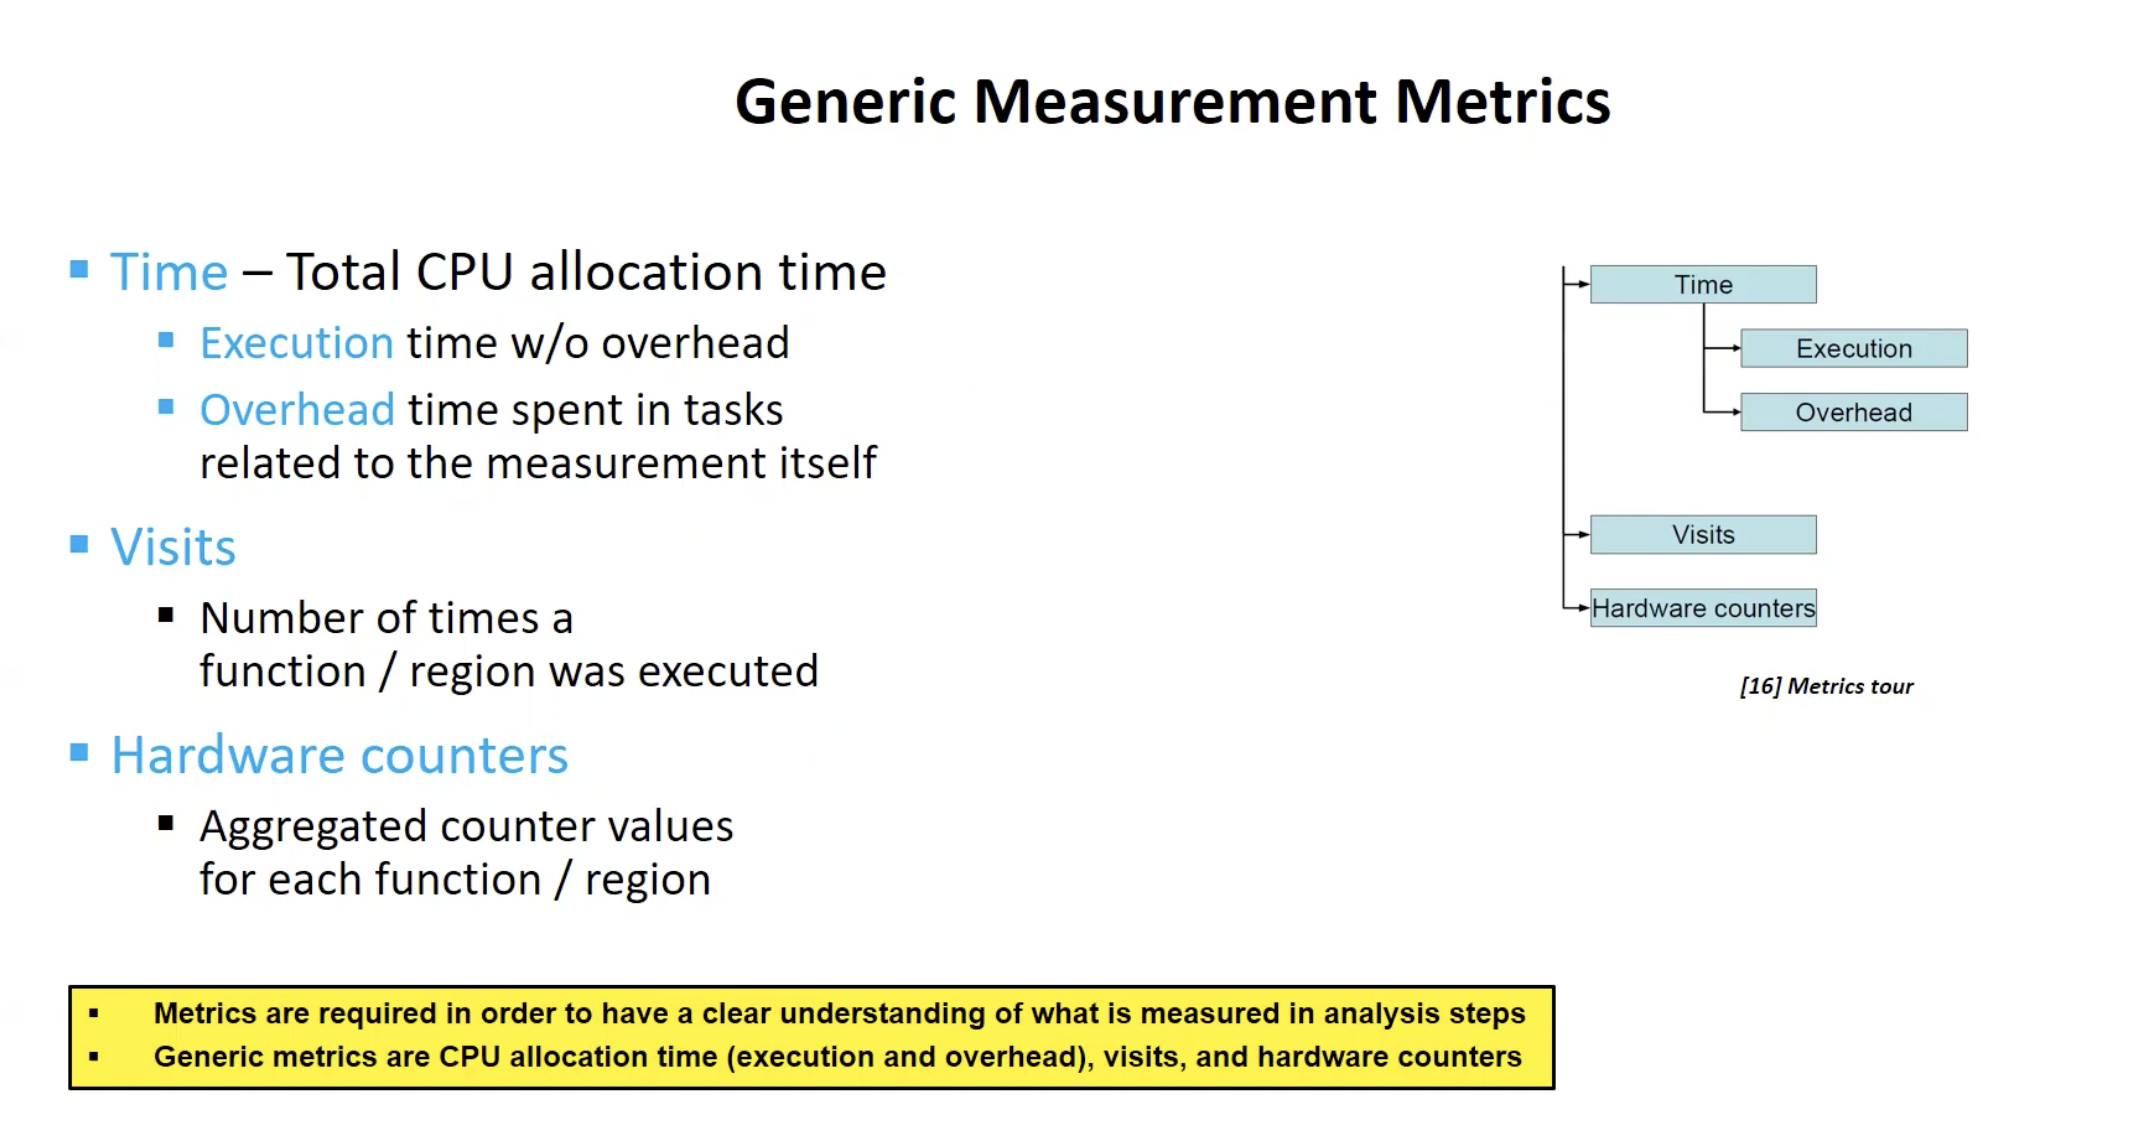 Generic Measurement Metrics
▪ Time – Total CPU allocation time
▪ Execution time w/o overhead
▪ Overhead time spent in tasks
related to the measurement itself
▪ Visits
▪ Number of times a
function / region was executed
▪ Hardware counters
▪ Aggregated counter values
for each function / region
Time
Execution
Overhead
Visits
Hardware counters
[16] Metrics tour
▪ Metrics are required in order to have a clear understanding of what is measured in analysis steps
▪ Generic metrics are CPU allocation time (execution and overhead), visits, and hardware counters